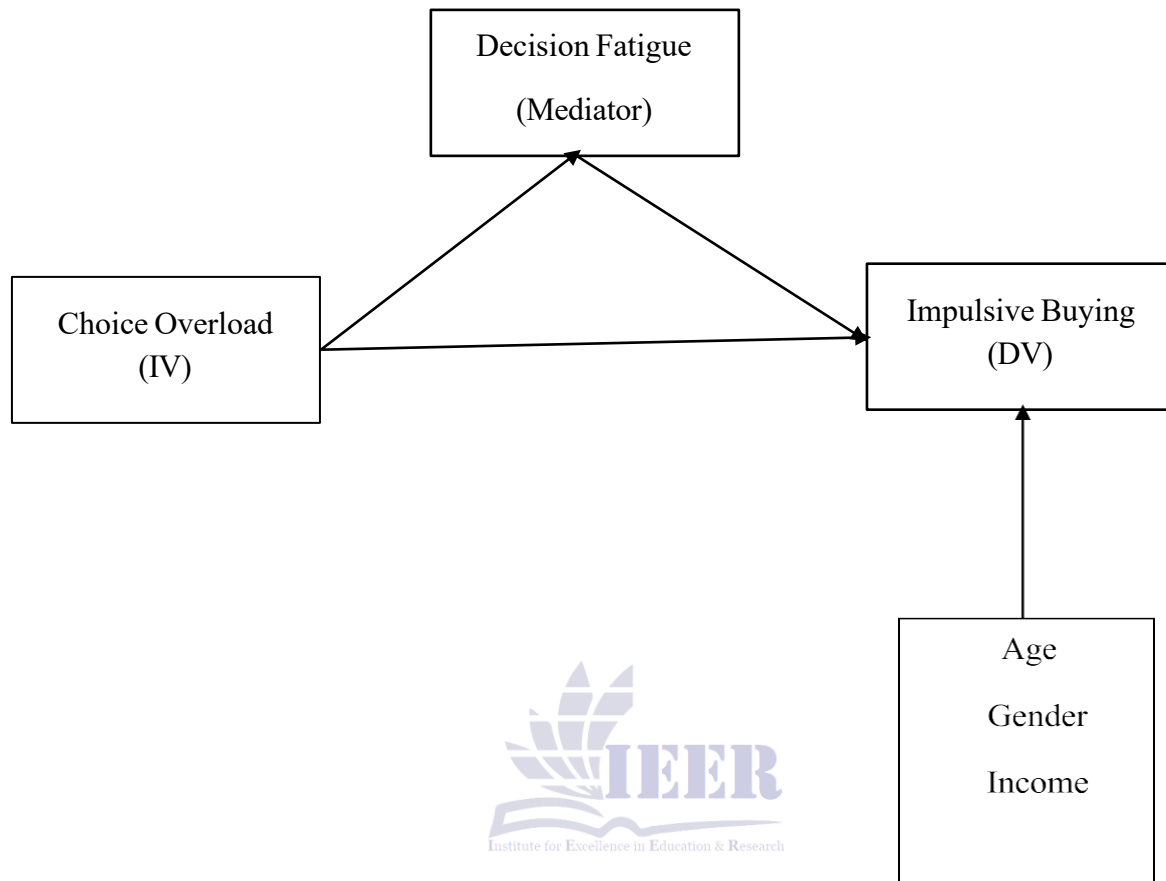 Decision Fatigue
(Mediator)
Choice Overload
(IV)
Impulsive Buying
(DV)
Age
Gender
Income
IEER
Institute for Excellence in Education & Research